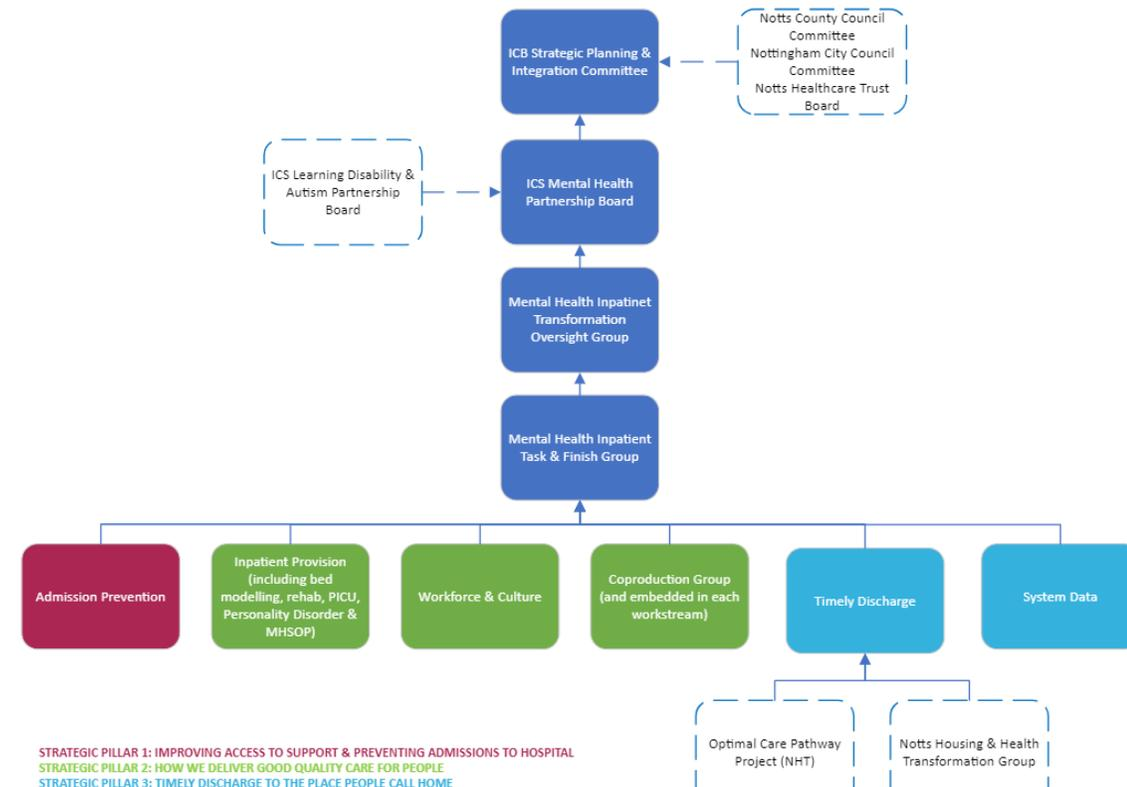 ICB Strategic Planning &
Integration Committee
Notts County Council
Committee
Nottingham City Council
Committee
Notts Healthcare Trust
Board
ICS Learning Disability &
Autism Partnership
Board
ICS Mental Health
Partnership Board
Mental Health Inpatinet
Transformation
Oversight Group
Mental Health Inpatient
Task & Finish Group
Admission Prevention
Inpatient Provision
(including bed
modelling, rehab, PICU,
Personality Disorder &
MHSOP)
Workforce & Culture
Coproduction Group
(and embedded in each
workstream)
Timely Discharge
System Data
Optimal Care Pathway
Project (NHT)
Notts Housing & Health
Transformation Group
STRATEGIC PILLAR 1: IMPROVING ACCESS TO SUPPORT & PREVENTING ADMISSIONS TO HOSPITAL
STRATEGIC PILLAR 2: HOW WE DELIVER GOOD QUALITY CARE FOR PEOPLE
STRATEGIC PILLAR 3: TIMELY DISCHARGE TO THE PLACE PEOPLE CALL HOME